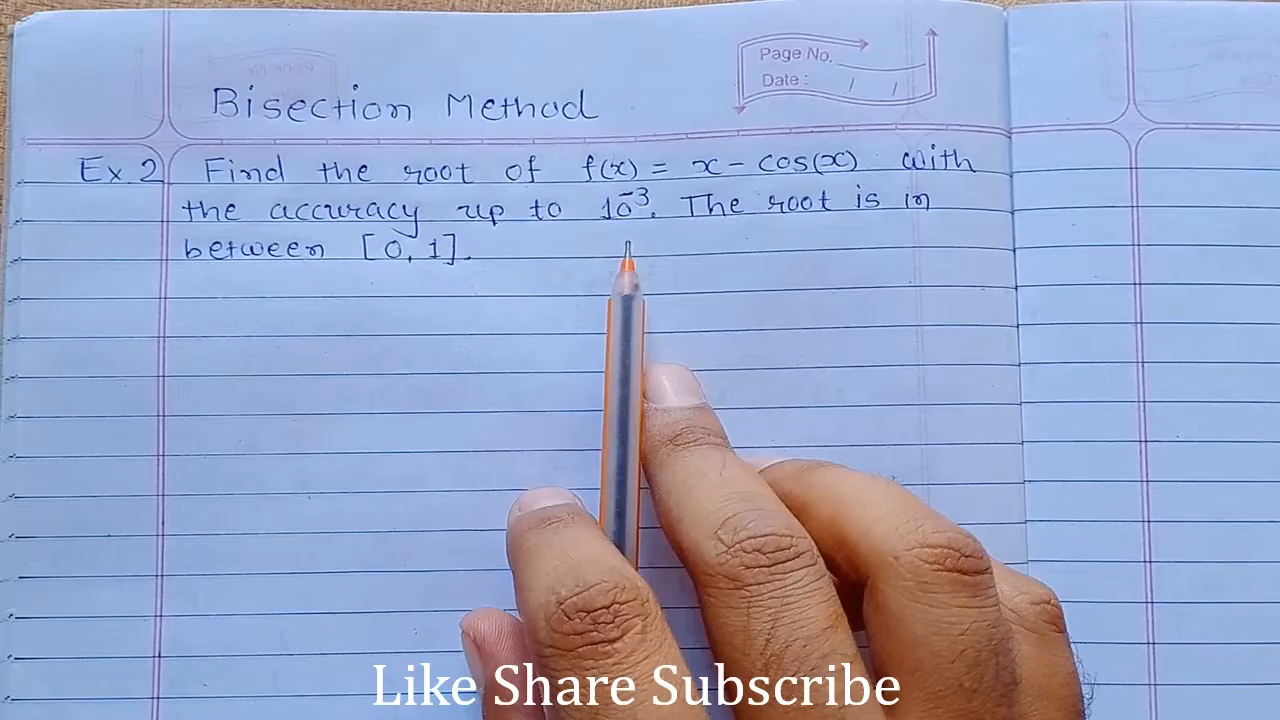 Page No.
Date : / /
Bisection Method
Ex. 2 Find the root of f(x) = x - cos(x) with
the accuracy up to 10⁻³. The root is in
between [0, 1].
Like Share Subscribe